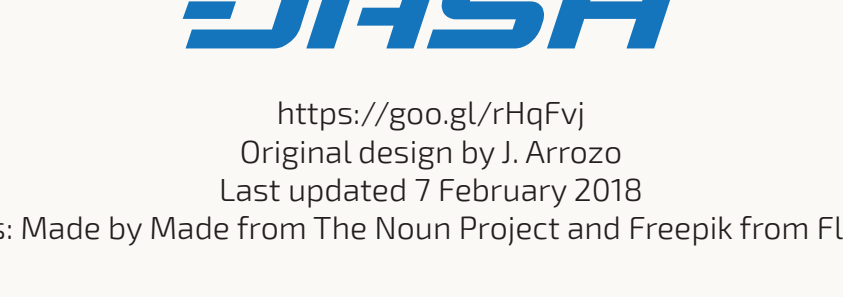 DASH
https://goo.gl/rHqFvj
Original design by J. Arrozo
Last updated 7 February 2018
: Made by Made from The Noun Project and Freepik from